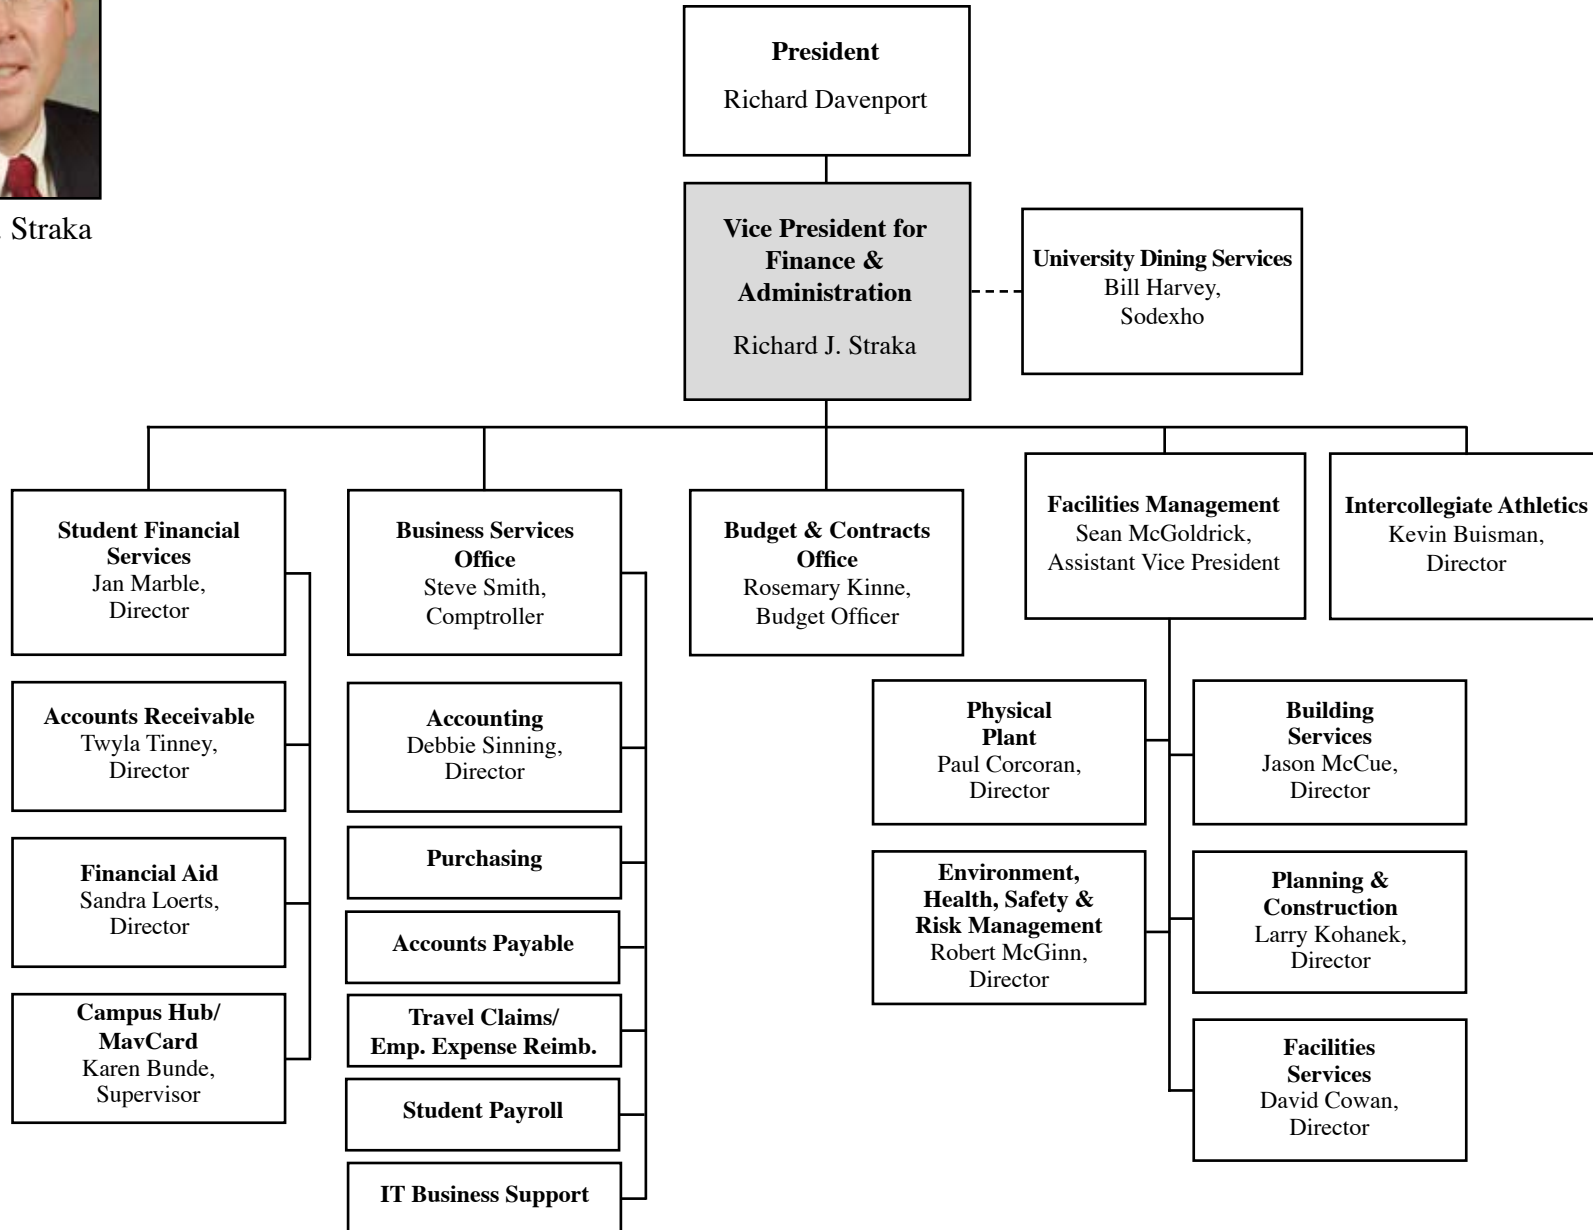 Straka
President
Richard Davenport
Vice President for
Finance &
Administration
Richard J. Straka
University Dining Services
Bill Harvey,
Sodexho
Student Financial
Services
Jan Marble,
Director
Accounts Receivable
Twyla Tinney,
Director
Financial Aid
Sandra Loerts,
Director
Campus Hub/
MavCard
Karen Bunde,
Supervisor
Business Services
Office
Steve Smith,
Comptroller
Accounting
Debbie Sinning,
Director
Purchasing
Accounts Payable
Travel Claims/
Emp. Expense Reimb.
Student Payroll
IT Business Support
Budget & Contracts
Office
Rosemary Kinne,
Budget Officer
Facilities Management
Sean McGoldrick,
Assistant Vice President
Physical
Plant
Paul Corcoran,
Director
Environment,
Health, Safety &
Risk Management
Robert McGinn,
Director
Building
Services
Jason McCue,
Director
Planning &
Construction
Larry Kohanek,
Director
Facilities
Services
David Cowan,
Director
Intercollegiate Athletics
Kevin Buisman,
Director